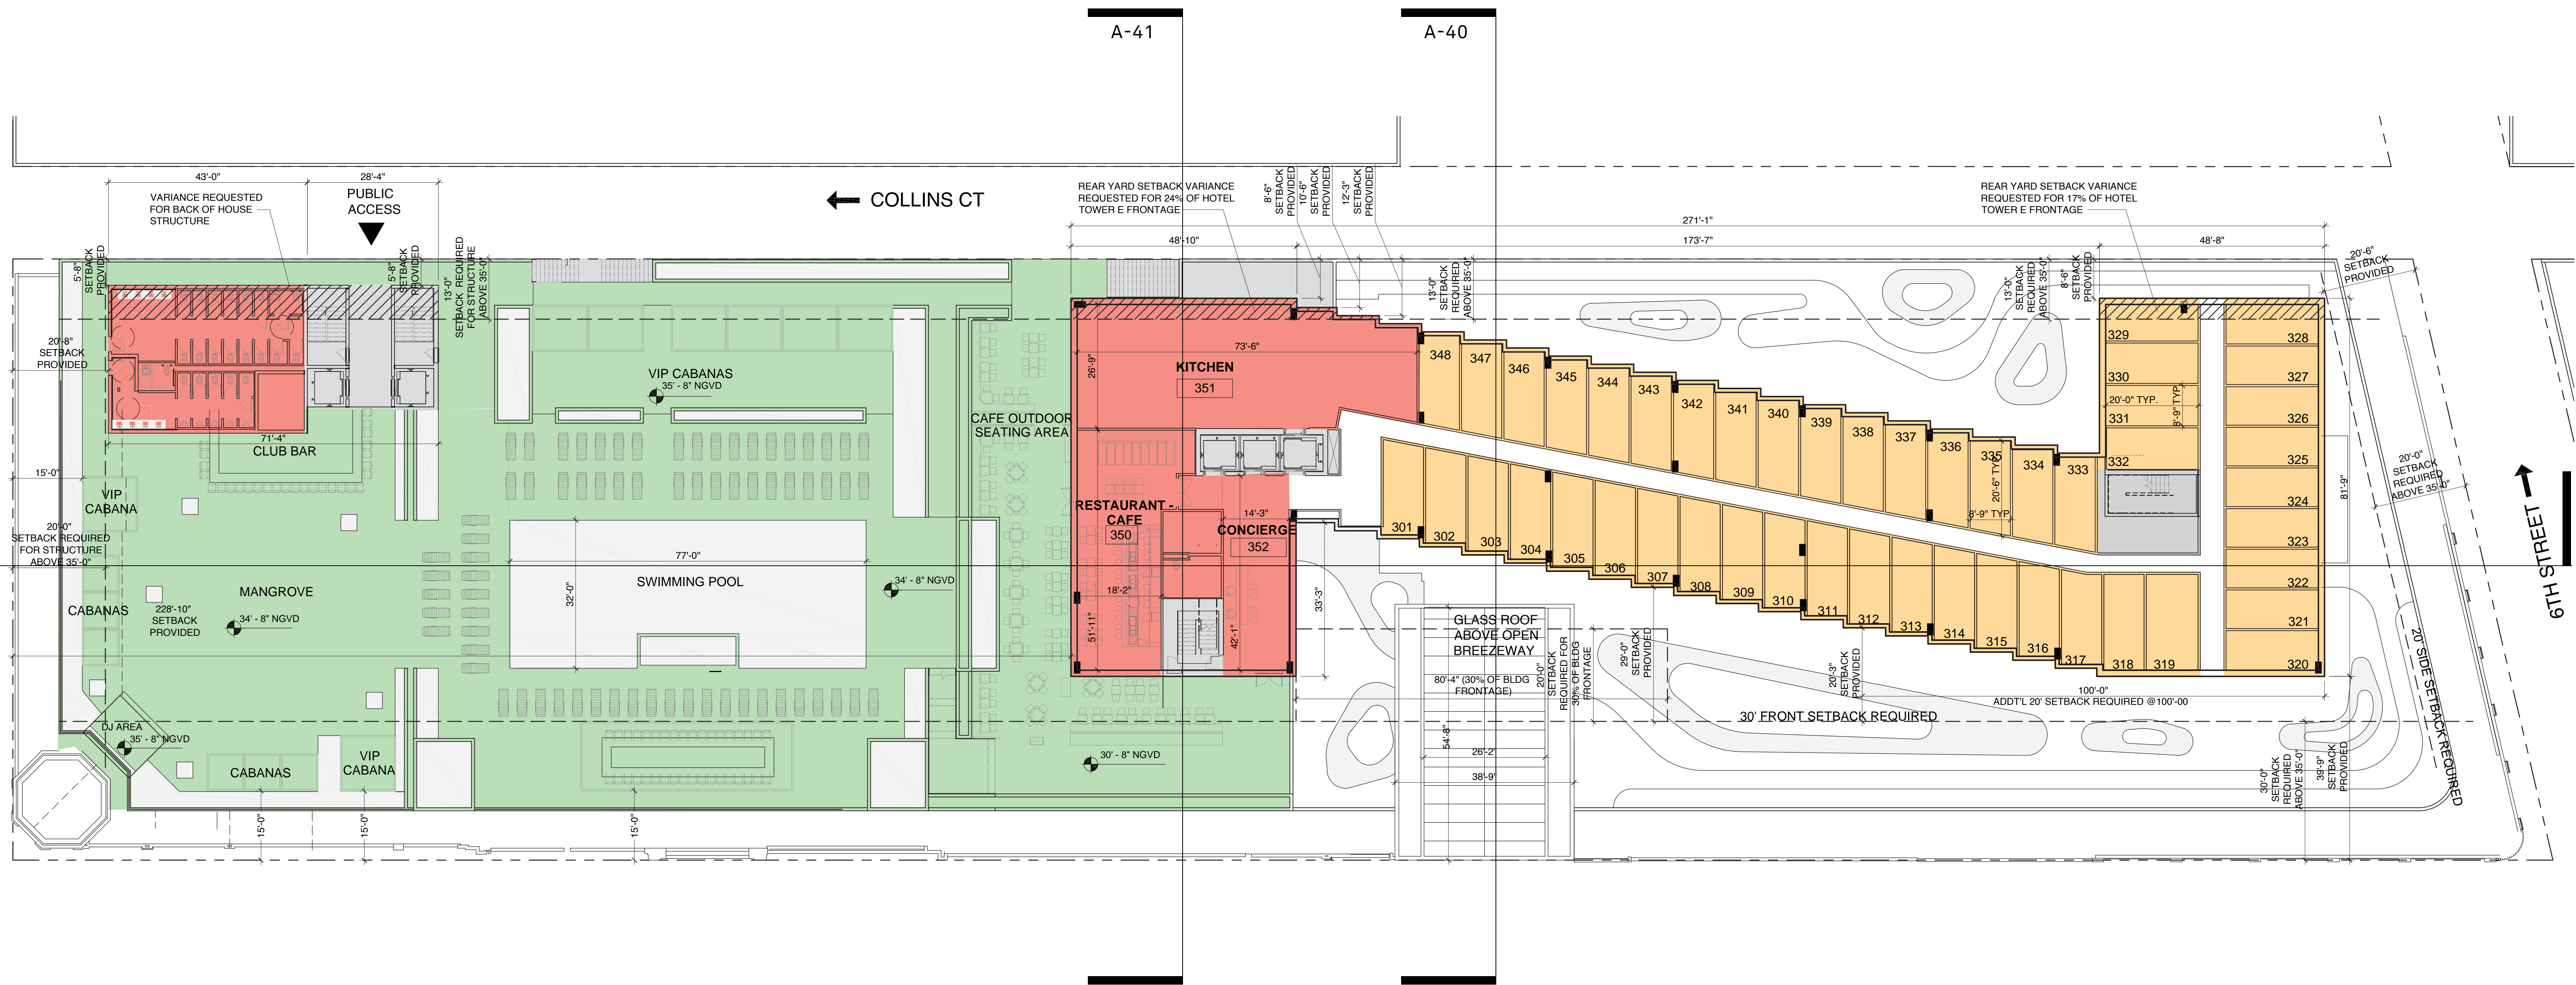 A-41
A-40
43'-0"
28'-4"
VARIANCE REQUESTED
FOR BACK OF HOUSE
STRUCTURE
PUBLIC
ACCESS
COLLINS CT
REAR YARD SETBACK VARIANCE
REQUESTED FOR 24% OF HOTEL
TOWER E FRONTAGE
8'-6"
SETBACK
PROVIDED
10'-6"
SETBACK
PROVIDED
12'-3"
SETBACK
PROVIDED
REAR YARD SETBACK VARIANCE
REQUESTED FOR 17% OF HOTEL
TOWER E FRONTAGE
271'-1"
48'-10"
173'-7"
48'-8"
5'-8"
SETBACK
PROVIDED
5'-8"
SETBACK
PROVIDED
13'-0"
SETBACK REQUIRED
FOR STRUCTURE
ABOVE 35'-0"
13'-0"
SETBACK
REQUIRED
ABOVE 35'-0"
13'-0"
SETBACK
REQUIRED
ABOVE 35'-0"
8'-6"
SETBACK
PROVIDED
20'-6"
SETBACK
PROVIDED
20'-8"
SETBACK
PROVIDED
71'-4"
CLUB BAR
VIP CABANAS
35' - 8" NGVD
CAFE OUTDOOR
SEATING AREA
26'-9"
73'-6"
KITCHEN
351
348
347
346
345
344
343
342
341
340
339
338
337
336
335
334
333
329
330
20'-0" TYP.
331
332
8'-9" TYP.
328
327
326
325
324
323
322
321
320
20'-6" TYP.
8'-9" TYP.
81'-9"
20'-0"
SETBACK
REQUIRED
ABOVE 35'-0"
6TH STREET
15'-0"
VIP
CABANA
20'-0"
SETBACK REQUIRED
FOR STRUCTURE
ABOVE 35'-0"
CABANAS
228'-10"
SETBACK
PROVIDED
MANGROVE
34' - 8" NGVD
77'-0"
32'-0"
SWIMMING POOL
34' - 8" NGVD
RESTAURANT -
CAFE
350
14'-3"
CONCIERGE
352
18'-2"
51'-11"
42'-1"
33'-3"
301
302
303
304
305
306
307
308
309
310
311
312
313
314
315
316
317
318
319
GLASS ROOF
ABOVE OPEN
BREEZEWAY
80'-4" (30% OF BLDG
FRONTAGE)
20'-0"
SETBACK
REQUIRED FOR
30% OF BLDG
FRONTAGE
29'-0"
SETBACK
PROVIDED
20'-3"
SETBACK
PROVIDED
100'-0"
ADDT'L 20' SETBACK REQUIRED @100'-00
30' FRONT SETBACK REQUIRED
20' SIDE SETBACK REQUIRED
DJ AREA
35' - 8" NGVD
CABANAS
VIP
CABANA
30' - 8" NGVD
54'-8"
26'-2"
38'-9"
30'-0"
SETBACK
REQUIRED
ABOVE 35'-0"
39'-9"
SETBACK
PROVIDED
15'-0"
15'-0"
15'-0"